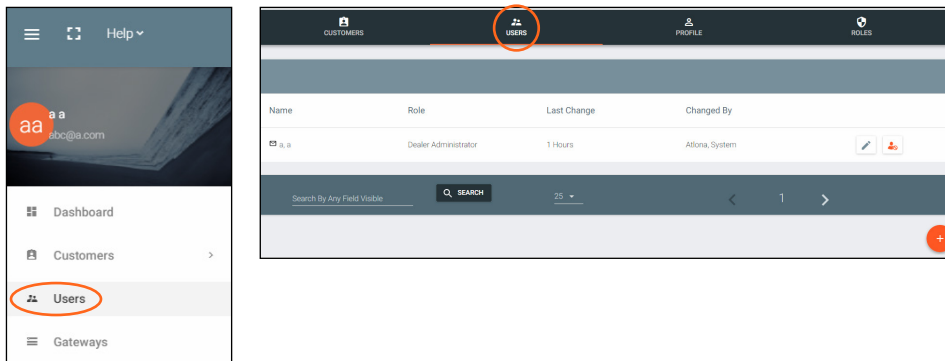 Help
aa
a a
abc@a.com
Dashboard
Customers
Users
Gateways
CUSTOMERS
USERS
PROFILE
ROLES
Name Role Last Change Changed By
a, a Dealer Administrator 1 Hours Atlona, System
Search By Any Field Visible SEARCH 25 1